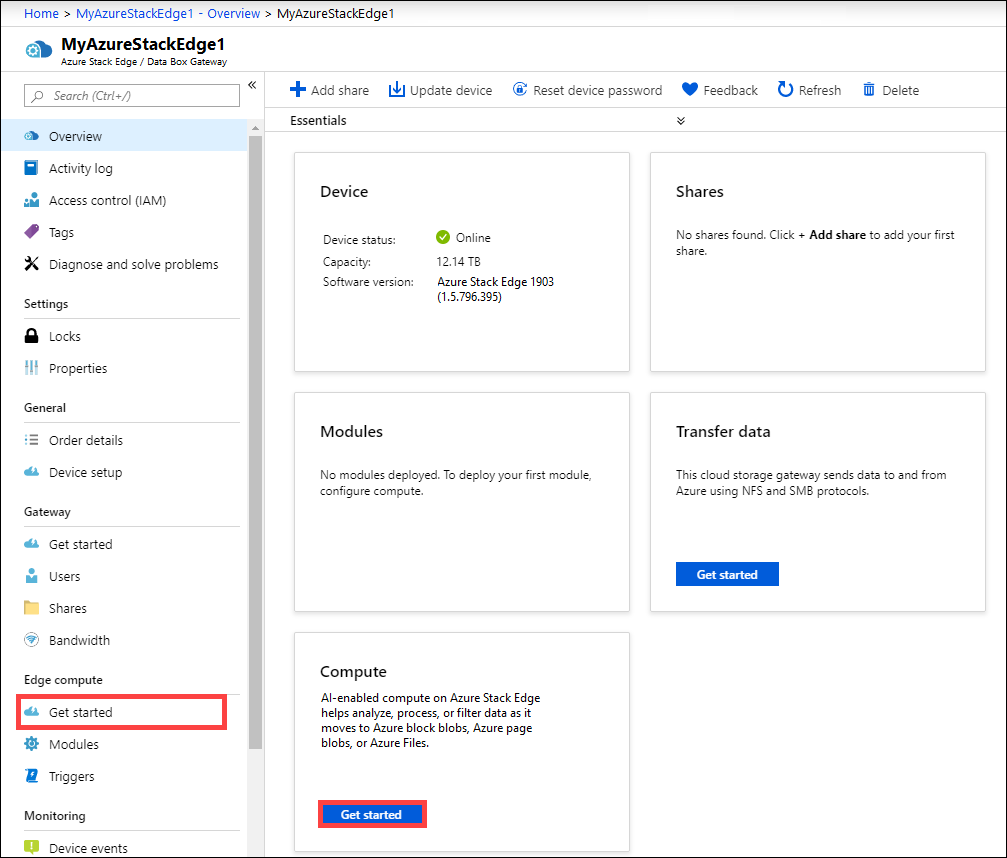 Home > MyAzureStackEdge1 - Overview > MyAzureStackEdge1
MyAzureStackEdge1
Azure Stack Edge / Data Box Gateway
Search (Ctrl+/)
«
Overview
Activity log
Access control (IAM)
Tags
Diagnose and solve problems
Settings
Locks
Properties
General
Order details
Device setup
Gateway
Get started
Users
Shares
Bandwidth
Edge compute
Get started
Modules
Triggers
Monitoring
Device events
Add share
Update device
Reset device password
Feedback
Refresh
Delete
Essentials
Device
Device status: Online
Capacity: 12.14 TB
Software version: Azure Stack Edge 1903
(1.5.796.395)
Shares
No shares found. Click + Add share to add your first
share.
Modules
No modules deployed. To deploy your first module,
configure compute.
Transfer data
This cloud storage gateway sends data to and from
Azure using NFS and SMB protocols.
Get started
Compute
AI-enabled compute on Azure Stack Edge
helps analyze, process, or filter data as it
moves to Azure block blobs, Azure page
blobs, or Azure Files.
Get started